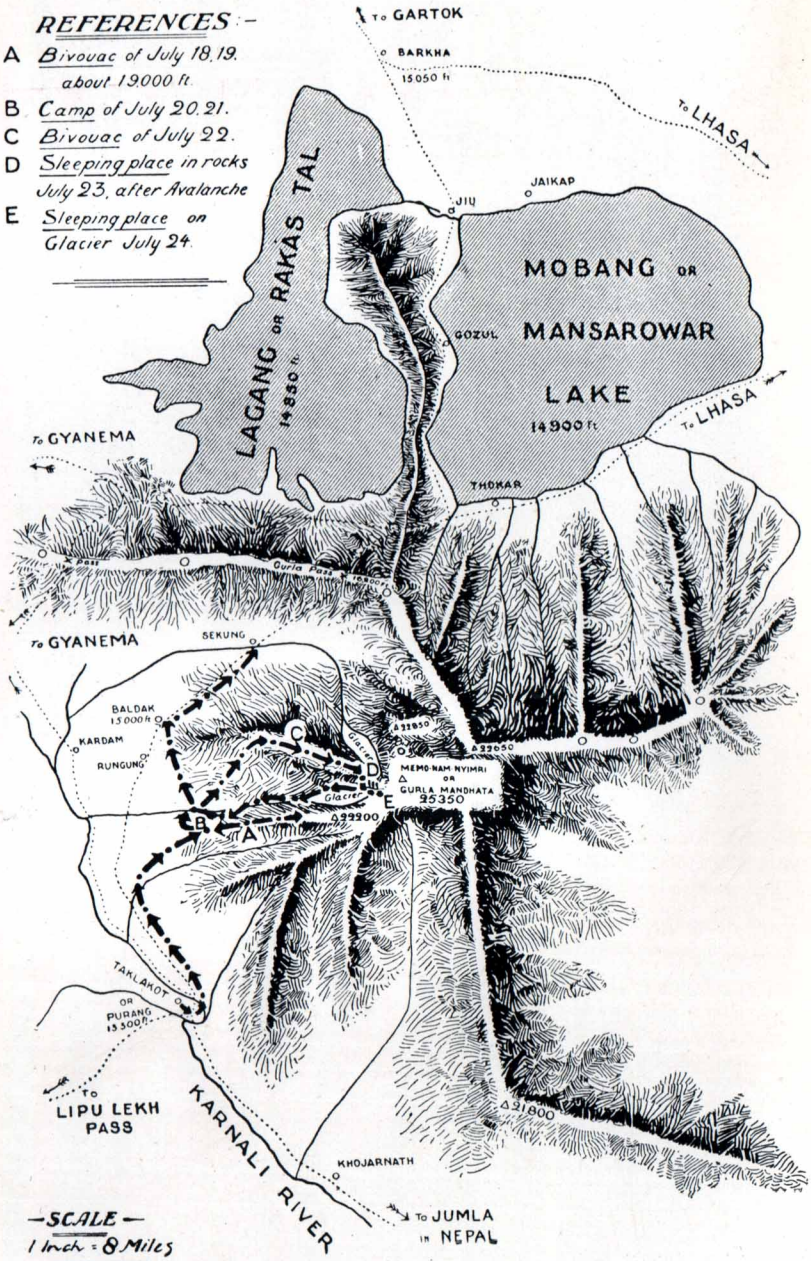 REFERENCES :-
A Bivouac of July 18, 19.
about 19000 ft.
B Camp of July 20. 21.
C Bivouac of July 22.
D Sleeping place in rocks
July 23, after Avalanche
E Sleeping place on
Glacier July 24.
To GARTOK
BARKHA
15050 ft
To LHASA
JAIKAP
JIU
LAGANG OR RAKAS TAL
14850 ft.
MOBANG OR
MANSAROWAR
LAKE
14900 ft
GOZUL
To LHASA
To GYANEMA
THOKAR
X pass
Gurla Pass
To GYANEMA
SEKUNG
BALDAK
15000 ft
KARDAM
RUNGUNG
C
Glacier
D
22850
22650
MEMO-NAM-NYIMRI
OR
GURLA MANDHATA
25350
Glacier
E
B
A
22200
TAKLAKOT
OR
PURANG
13300 ft
To
LIPU LEKH
PASS
KARNALI RIVER
21800
KHOJARNATH
To JUMLA
IN NEPAL
—SCALE—
1 Inch = 8 Miles